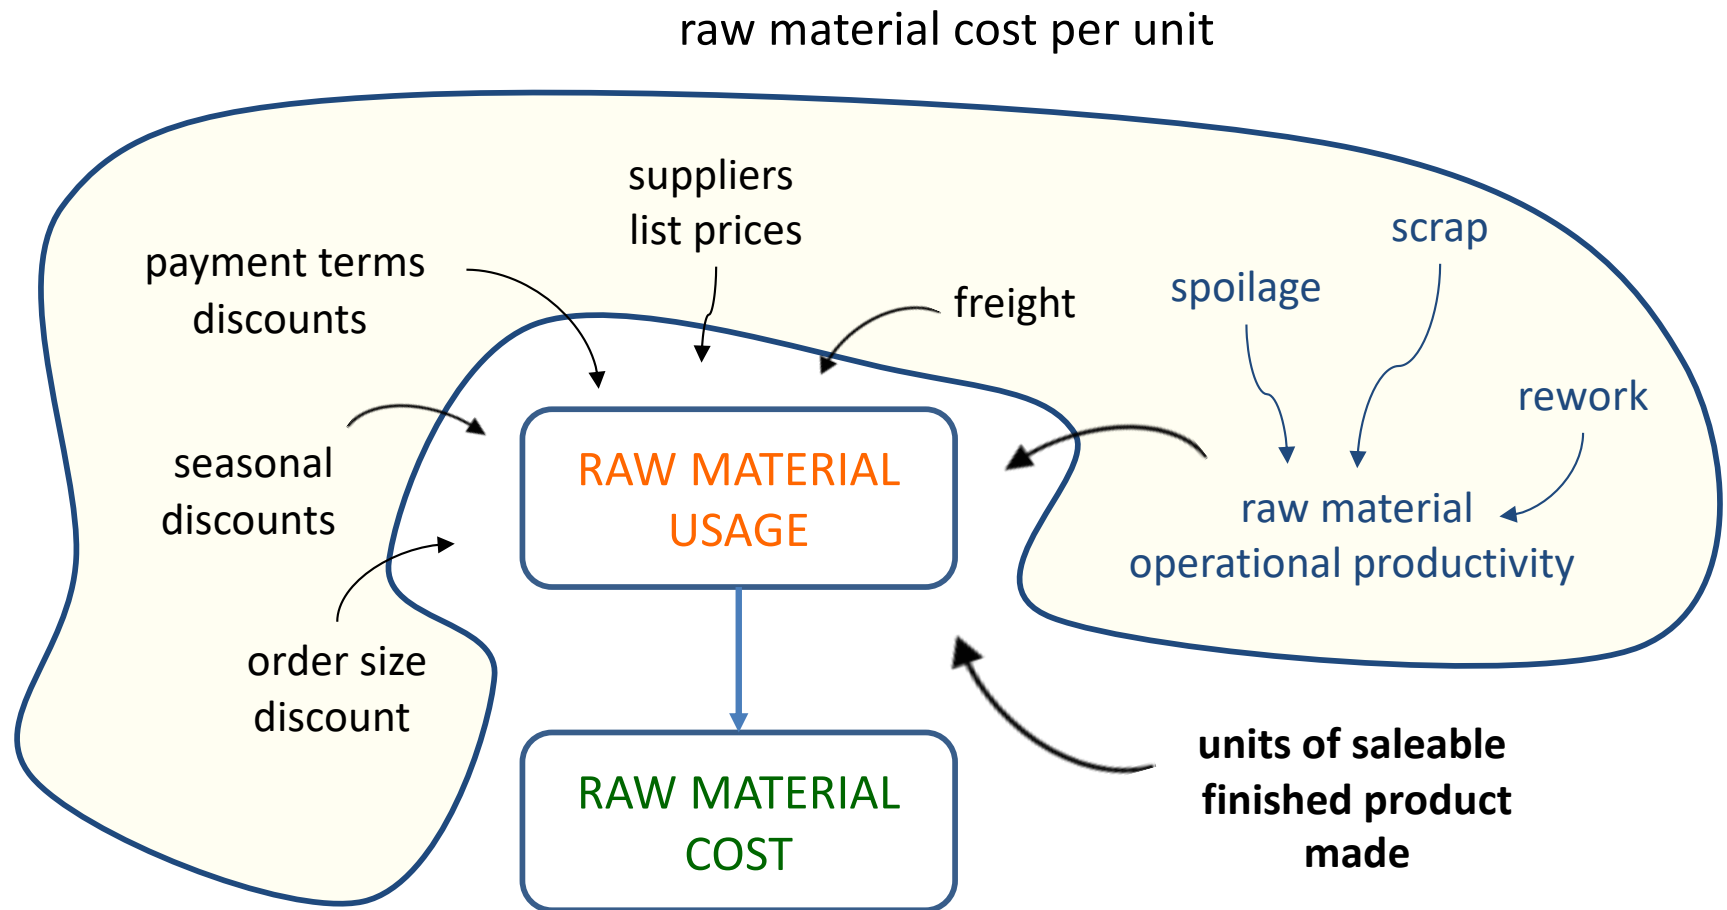 raw material cost per unit
suppliers
list prices
payment terms
discounts
freight
scrap
spoilage
rework
seasonal
discounts
RAW MATERIAL
USAGE
raw material
operational productivity
order size
discount
units of saleable
finished product
made
RAW MATERIAL
COST